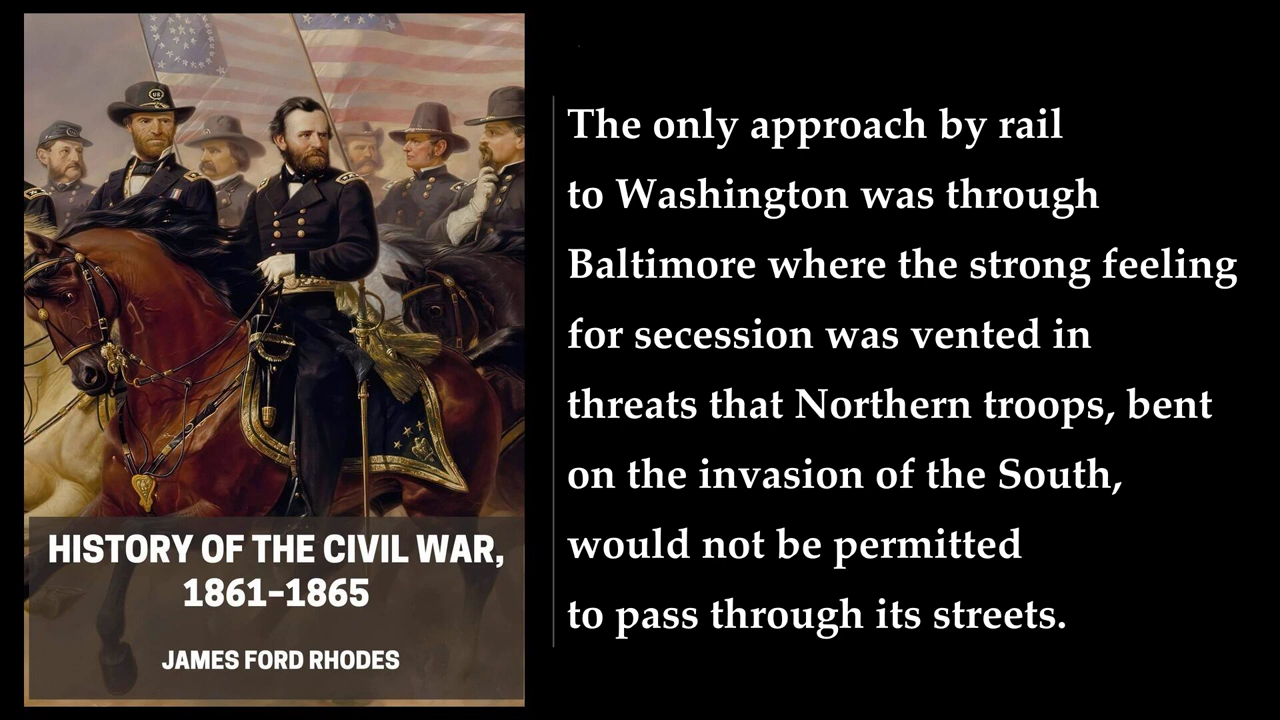 HISTORY OF THE CIVIL WAR,
1861–1865
JAMES FORD RHODES
The only approach by rail
to Washington was through
Baltimore where the strong feeling
for secession was vented in
threats that Northern troops, bent
on the invasion of the South,
would not be permitted
to pass through its streets.